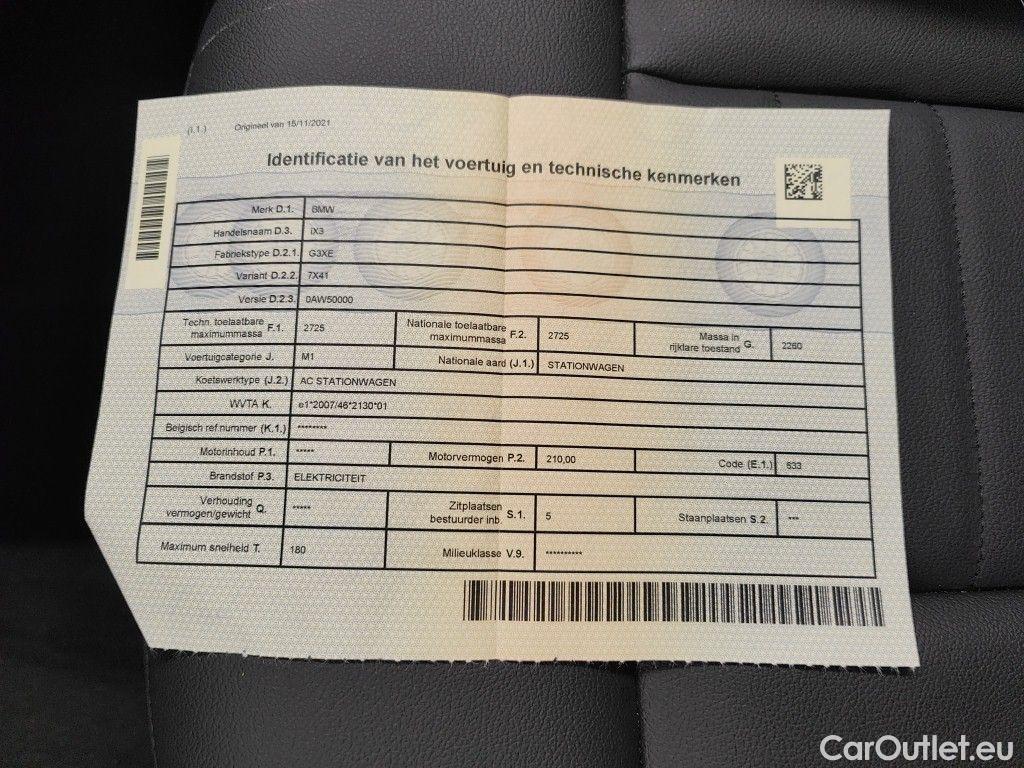 (I.1.) Origineel van 15/11/2021
Identificatie van het voertuig en technische kenmerken
Merk D.1. BMW
Handelsnaam D.3. iX3
Fabriekstype D.2.1. G3XE
Variant D.2.2. 7X41
Versie D.2.3. 0AW50000
Techn. toelaatbare maximummassa F.1. 2725 Nationale toelaatbare maximummassa F.2. 2725 Massa in rijklare toestand G. 2260
Voertuigcategorie J. M1 Nationale aard (J.1.) STATIONWAGEN
Koetswerktype (J.2.) AC STATIONWAGEN
WVTA K. e1*2007/46*2130*01
Belgisch ref.nummer (K.1.) ********
Motorinhoud P.1. ***** Motorvermogen P.2. 210,00 Code (E.1.) 633
Brandstof P.3. ELEKTRICITEIT
Verhouding vermogen/gewicht Q. ***** Zitplaatsen bestuurder inb. S.1. 5 Staanplaatsen S.2. ***
Maximum snelheid T. 180 Milieuklasse V.9. **********
CarOutlet.eu